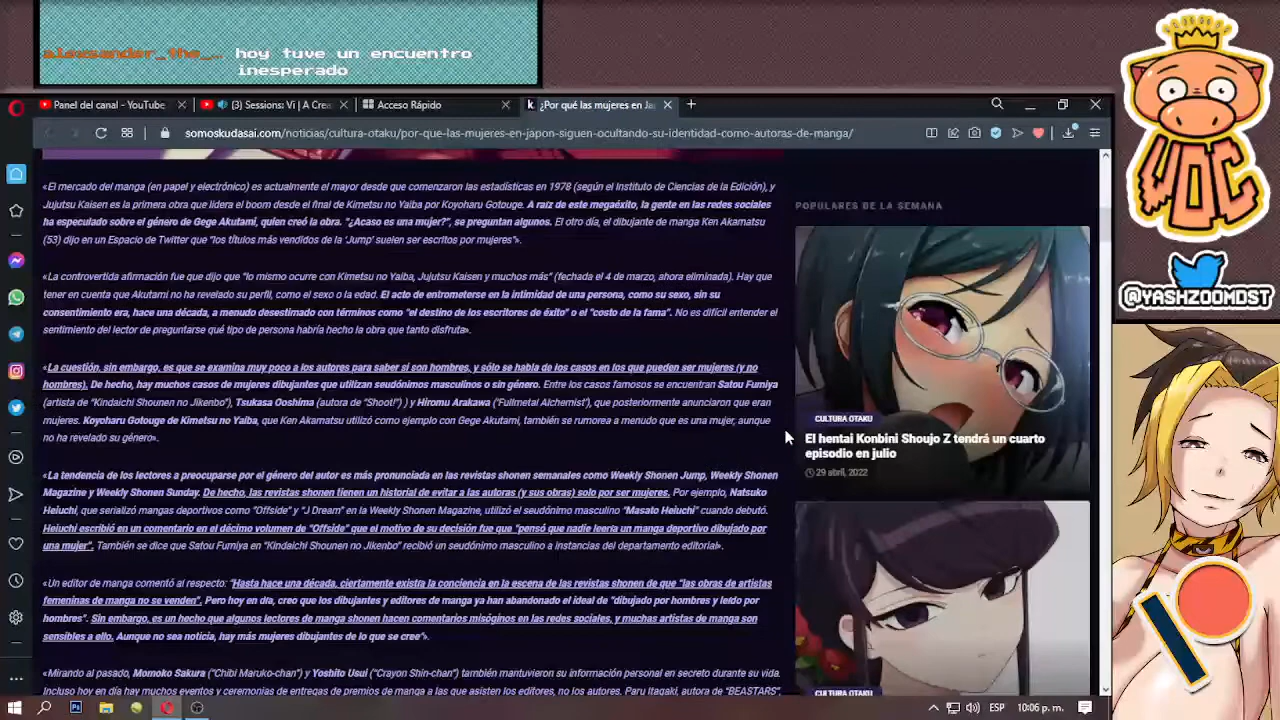 alexsander_the_… hoy tuve un encuentro
inesperado
Panel del canal - YouTube
(3) Sessions: Vi | A Crea
Acceso Rápido
¿Por qué las mujeres en Ja
somoskudasai.com/noticias/cultura-otaku/por-que-las-mujeres-en-japon-siguen-ocultando-su-identidad-como-autoras-de-manga/
«El mercado del manga (en papel y electrónico) es actualmente el mayor desde que comenzaron las estadísticas en 1978 (según el Instituto de Ciencias de la Edición), y
Jujutsu Kaisen es la primera obra que lidera el boom desde el final de Kimetsu no Yaiba por Koyoharu Gotouge. A raíz de este megaéxito, la gente en las redes sociales
ha especulado sobre el género de Gege Akutami, quien creó la obra. "¿Acaso es una mujer?", se preguntan algunos. El otro día, el dibujante de manga Ken Akamatsu
(53) dijo en un Espacio de Twitter que "los títulos más vendidos de la 'Jump' suelen ser escritos por mujeres"».
«La controvertida afirmación fue que dijo que "lo mismo ocurre con Kimetsu no Yaiba, Jujutsu Kaisen y muchos más" (fechada el 4 de marzo, ahora eliminada). Hay que
tener en cuenta que Akutami no ha revelado su perfil, como el sexo o la edad. El acto de entrometerse en la intimidad de una persona, como su sexo, sin su
consentimiento era, hace una década, a menudo desestimado con términos como "el destino de los escritores de éxito" o el "costo de la fama". No es difícil entender el
sentimiento del lector de preguntarse qué tipo de persona habría hecho la obra que tanto disfruta».
«La cuestión, sin embargo, es que se examina muy poco a los autores para saber si son hombres, y sólo se habla de los casos en los que pueden ser mujeres (y no
hombres). De hecho, hay muchos casos de mujeres dibujantes que utilizan seudónimos masculinos o sin género. Entre los casos famosos se encuentran Satou Fumiya
(artista de "Kindaichi Shounen no Jikenbo"), Tsukasa Ooshima (autora de "Shoot!") ) y Hiromu Arakawa ("Fullmetal Alchemist"), que posteriormente anunciaron que eran
mujeres. Koyoharu Gotouge de Kimetsu no Yaiba, que Ken Akamatsu utilizó como ejemplo con Gege Akutami, también se rumorea a menudo que es una mujer, aunque
no ha revelado su género».
«La tendencia de los lectores a preocuparse por el género del autor es más pronunciada en las revistas shonen semanales como Weekly Shonen Jump, Weekly Shonen
Magazine y Weekly Shonen Sunday. De hecho, las revistas shonen tienen un historial de evitar a las autoras (y sus obras) solo por ser mujeres. Por ejemplo, Natsuko
Heiuchi, que serializó mangas deportivos como "Offside" y "J Dream" en la Weekly Shonen Magazine, utilizó el seudónimo masculino "Masato Heiuchi" cuando debutó.
Heiuchi escribió en un comentario en el décimo volumen de "Offside" que el motivo de su decisión fue que "pensó que nadie leería un manga deportivo dibujado por
una mujer". También se dice que Satou Fumiya en "Kindaichi Shounen no Jikenbo" recibió un seudónimo masculino a instancias del departamento editorial».
«Un editor de manga comentó al respecto: "Hasta hace una década, ciertamente existía la conciencia en la escena de las revistas shonen de que "las obras de artistas
femeninas de manga no se venden". Pero hoy en día, creo que los dibujantes y editores de manga ya han abandonado el ideal de "dibujado por hombres y leído por
hombres". Sin embargo, es un hecho que algunos lectores de manga shonen hacen comentarios misóginos en las redes sociales, y muchas artistas de manga son
sensibles a ello. Aunque no sea noticia, hay más mujeres dibujantes de lo que se cree"».
«Mirando al pasado, Momoko Sakura ("Chibi Maruko-chan") y Yoshito Usui ("Crayon Shin-chan") también mantuvieron su información personal en secreto durante su vida.
Incluso hoy en día hay muchos eventos y ceremonias de entregas de premios de manga a las que asisten los editores, no los autores. Paru Itagaki, autora de "BEASTARS"
POPULARES DE LA SEMANA
CULTURA OTAKU
El hentai Konbini Shoujo Z tendrá un cuarto
episodio en julio
29 abril, 2022
CULTURA OTAKU
WOC
@YASHZOOMDST
ESP
10:06 p. m.